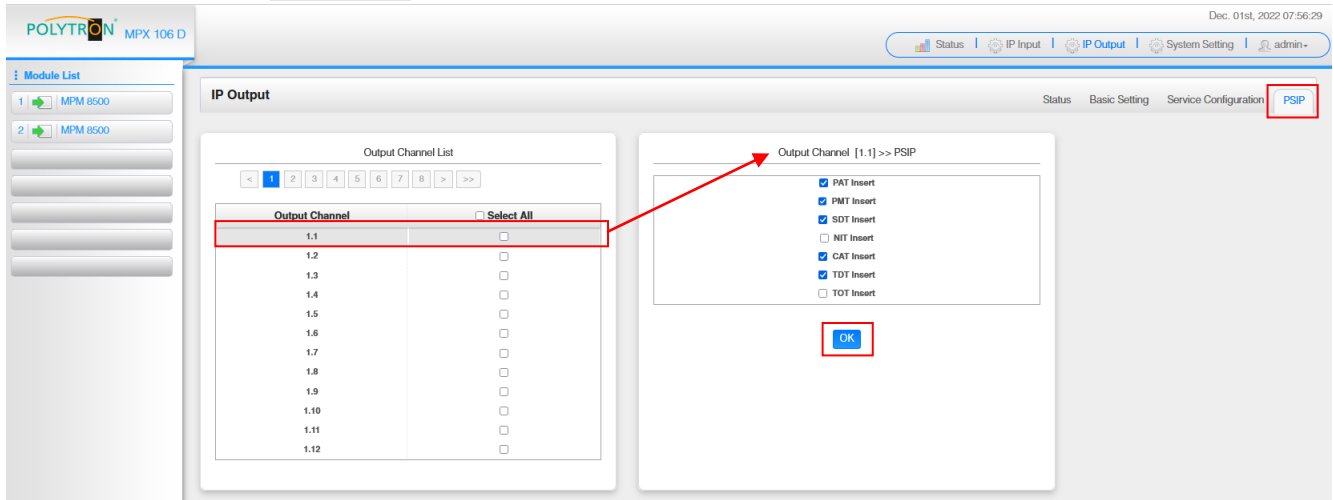 Dec. 01st, 2022 07:56:29
POLYTRON® MPX 106 D
Status IP Input IP Output System Setting admin
Module List
1 MPM 8500
2 MPM 8500
IP Output
Status Basic Setting Service Configuration PSIP
Output Channel List
< 1 2 3 4 5 6 7 8 > >>
Output Channel Select All
1.1
1.2
1.3
1.4
1.5
1.6
1.7
1.8
1.9
1.10
1.11
1.12
Output Channel [1.1] >> PSIP
PAT Insert
PMT Insert
SDT Insert
NIT Insert
CAT Insert
TDT Insert
TOT Insert
OK